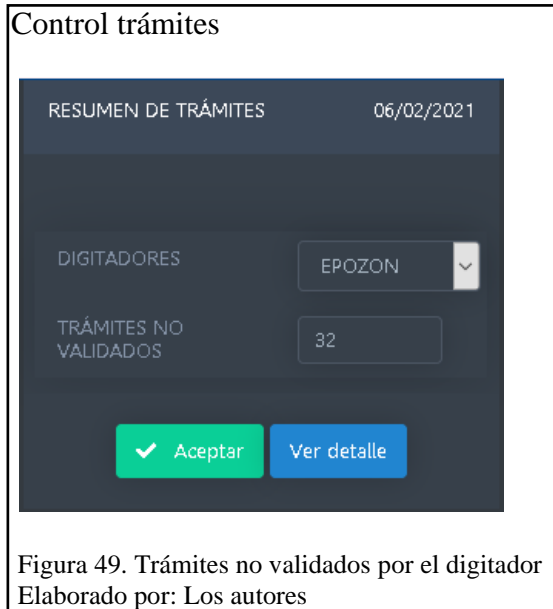 Control trámites
RESUMEN DE TRÁMITES 06/02/2021
DIGITADORES EPOZON
TRÁMITES NO
VALIDADOS
32
Aceptar Ver detalle
Figura 49. Trámites no validados por el digitador
Elaborado por: Los autores